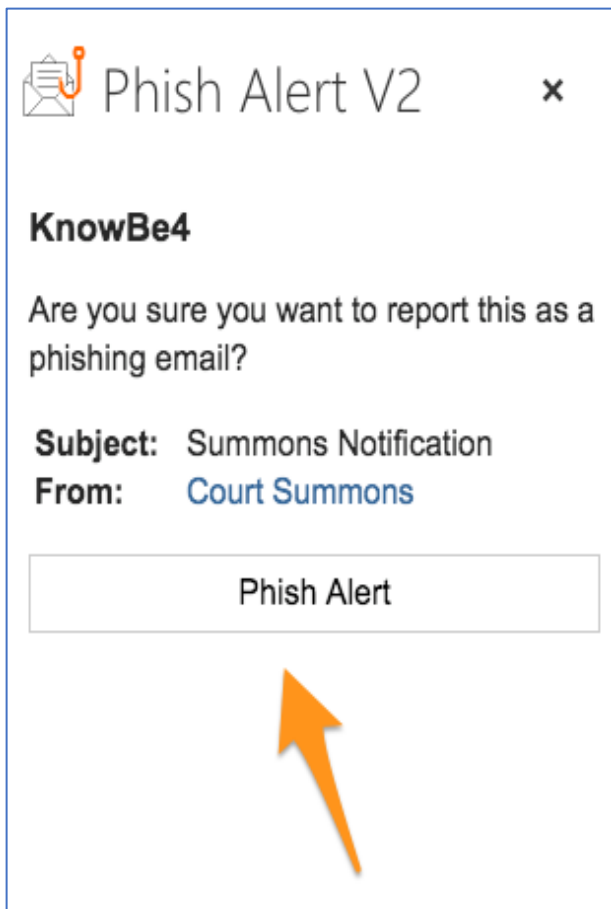 Phish Alert V2 ×
KnowBe4
Are you sure you want to report this as a
phishing email?
Subject: Summons Notification
From: Court Summons
Phish Alert